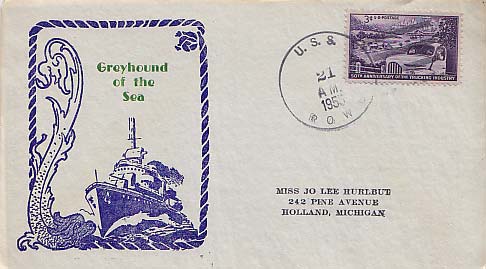 Greyhound
of the
Sea
U. S. S.
21
A.M.
195
R O W
3¢ U.S. POSTAGE
50TH ANNIVERSARY OF THE TRUCKING INDUSTRY
MISS JO LEE HURLBUT
242 PINE AVENUE
HOLLAND, MICHIGAN